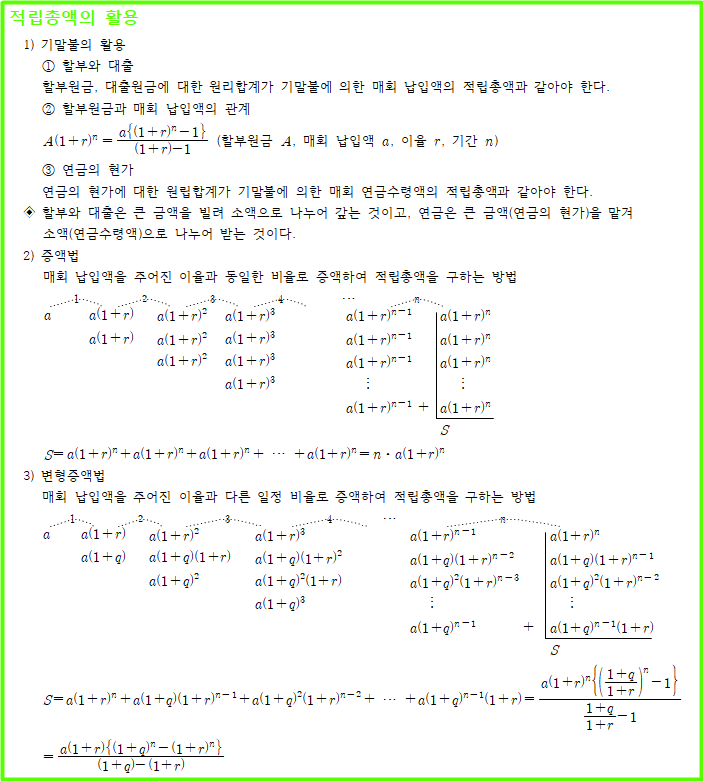 적립총액의 활용
1) 기말불의 활용
① 할부와 대출
할부원금, 대출원금에 대한 원리합계가 기말불에 의한 매회 납입액의 적립총액과 같아야 한다.
② 할부원금과 매회 납입액의 관계
A(1+r)^n = a{(1+r)^n−1}/(1+r)−1 (할부원금 A, 매회 납입액 a, 이율 r, 기간 n)
③ 연금의 현가
연금의 현가에 대한 원립합계가 기말불에 의한 매회 연금수령액의 적립총액과 같아야 한다.
◈ 할부와 대출은 큰 금액을 빌려 소액으로 나누어 갚는 것이고, 연금은 큰 금액(연금의 현가)을 맡겨
소액(연금수령액)으로 나누어 받는 것이다.
2) 증액법
매회 납입액을 주어진 이율과 동일한 비율로 증액하여 적립총액을 구하는 방법
1 2 3 4 ⋯ n
a a(1+r) a(1+r)^2 a(1+r)^3 a(1+r)^{n−1} a(1+r)^n
a(1+r) a(1+r)^2 a(1+r)^3 a(1+r)^{n−1} a(1+r)^n
a(1+r)^2 a(1+r)^3 a(1+r)^{n−1} a(1+r)^n
a(1+r)^3 ⋮ ⋮
a(1+r)^{n−1} + a(1+r)^n
S
S = a(1+r)^n + a(1+r)^n + a(1+r)^n + ⋯ + a(1+r)^n = n · a(1+r)^n
3) 변형증액법
매회 납입액을 주어진 이율과 다른 일정 비율로 증액하여 적립총액을 구하는 방법
1 2 3 4 ⋯ n
a a(1+r) a(1+r)^2 a(1+r)^3 a(1+r)^{n−1} a(1+r)^n
a(1+q) a(1+q)(1+r) a(1+q)(1+r)^2 a(1+q)(1+r)^{n−2} a(1+q)(1+r)^{n−1}
a(1+q)^2 a(1+q)^2(1+r) a(1+q)^2(1+r)^{n−3} a(1+q)^2(1+r)^{n−2}
a(1+q)^3 ⋮ ⋮
a(1+q)^{n−1} + a(1+q)^{n−1}(1+r)
S
S = a(1+r)^n + a(1+q)(1+r)^{n−1} + a(1+q)^2(1+r)^{n−2} + ⋯ + a(1+q)^{n−1}(1+r) = a(1+r)^n{((1+q)/(1+r))^n − 1} / (1+q)/(1+r) − 1
= a(1+r){(1+q)^n − (1+r)^n} / (1+q) − (1+r)